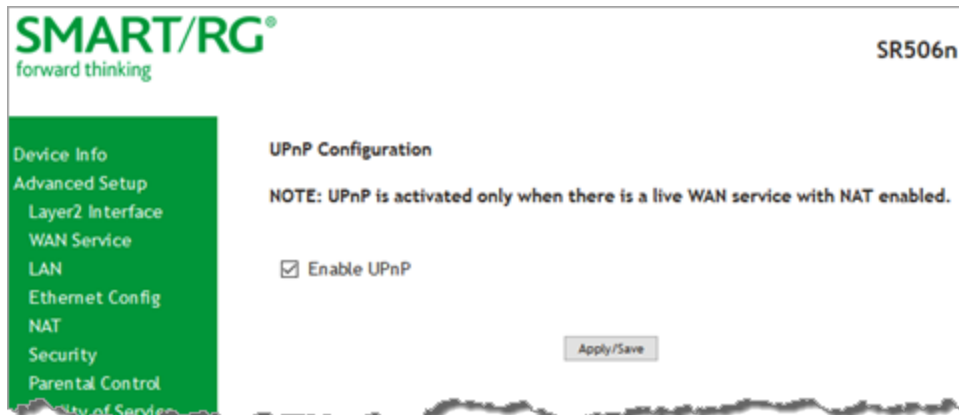 SMART/RG®
forward thinking
SR506n
Device Info
Advanced Setup
Layer2 Interface
WAN Service
LAN
Ethernet Config
NAT
Security
Parental Control
of Service
UPnP Configuration
NOTE: UPnP is activated only when there is a live WAN service with NAT enabled.
Enable UPnP
Apply/Save